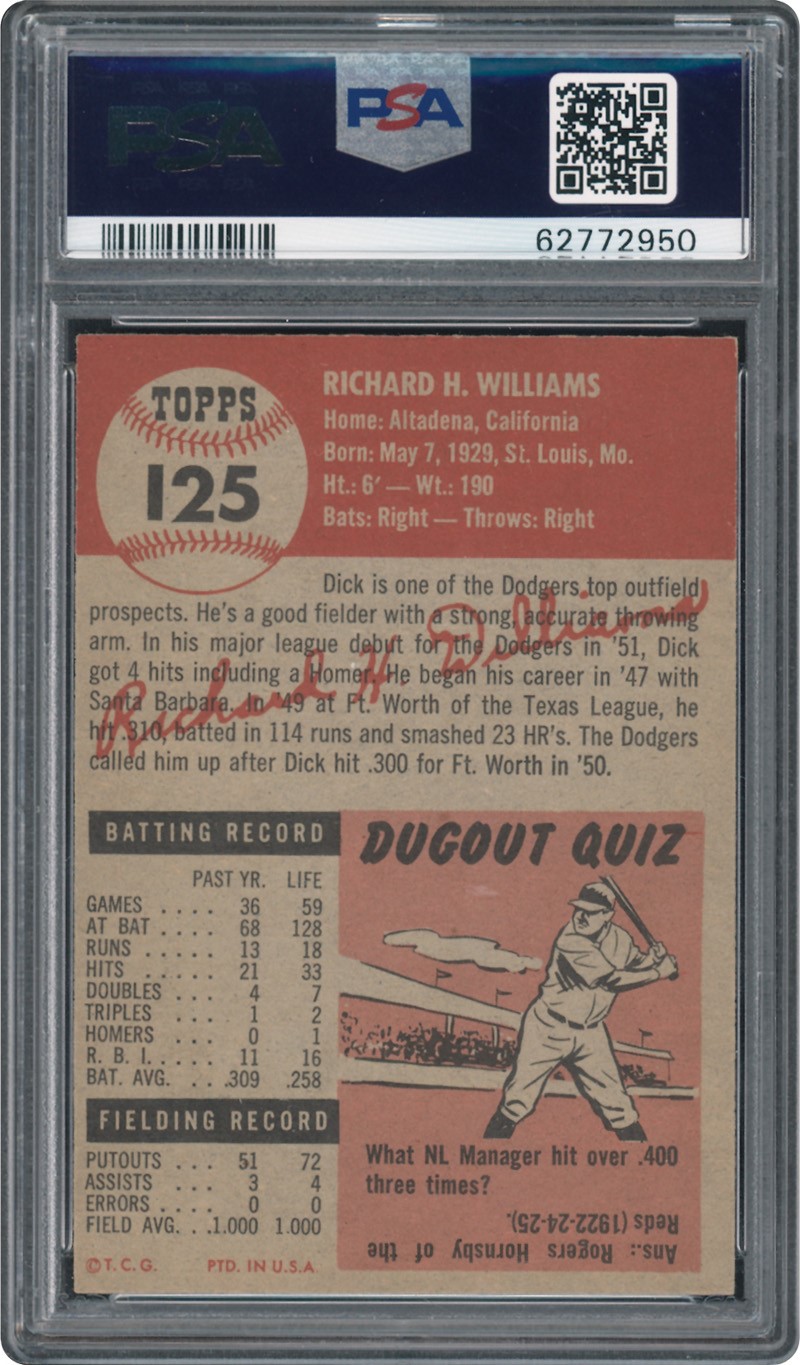 PSA
PSA
62772950
TOPPS
125
RICHARD H. WILLIAMS
Home: Altadena, California
Born: May 7, 1929, St. Louis, Mo.
Ht.: 6′ — Wt.: 190
Bats: Right — Throws: Right
Dick is one of the Dodgers top outfield
prospects. He's a good fielder with a strong, accurate throwing
arm. In his major league debut for the Dodgers in '51, Dick
got 4 hits including a Homer. He began his career in '47 with
Santa Barbara. In '49 at Ft. Worth of the Texas League, he
hit .310, batted in 114 runs and smashed 23 HR's. The Dodgers
called him up after Dick hit .300 for Ft. Worth in '50.
Richard H Williams
BATTING RECORD
PAST YR. LIFE
GAMES .... 36 59
AT BAT .... 68 128
RUNS ..... 13 18
HITS ..... 21 33
DOUBLES ... 4 7
TRIPLES ... 1 2
HOMERS ... 0 1
R. B. I. .... 11 16
BAT. AVG. ... .309 .258
FIELDING RECORD
PUTOUTS ... 51 72
ASSISTS ... 3 4
ERRORS ... 0 0
FIELD AVG. ..1.000 1.000
©T. C. G. PTD. IN U.S.A.
DUGOUT QUIZ
What NL Manager hit over .400
three times?
Ans.: Rogers Hornsby of the
Reds (1922-24-25).